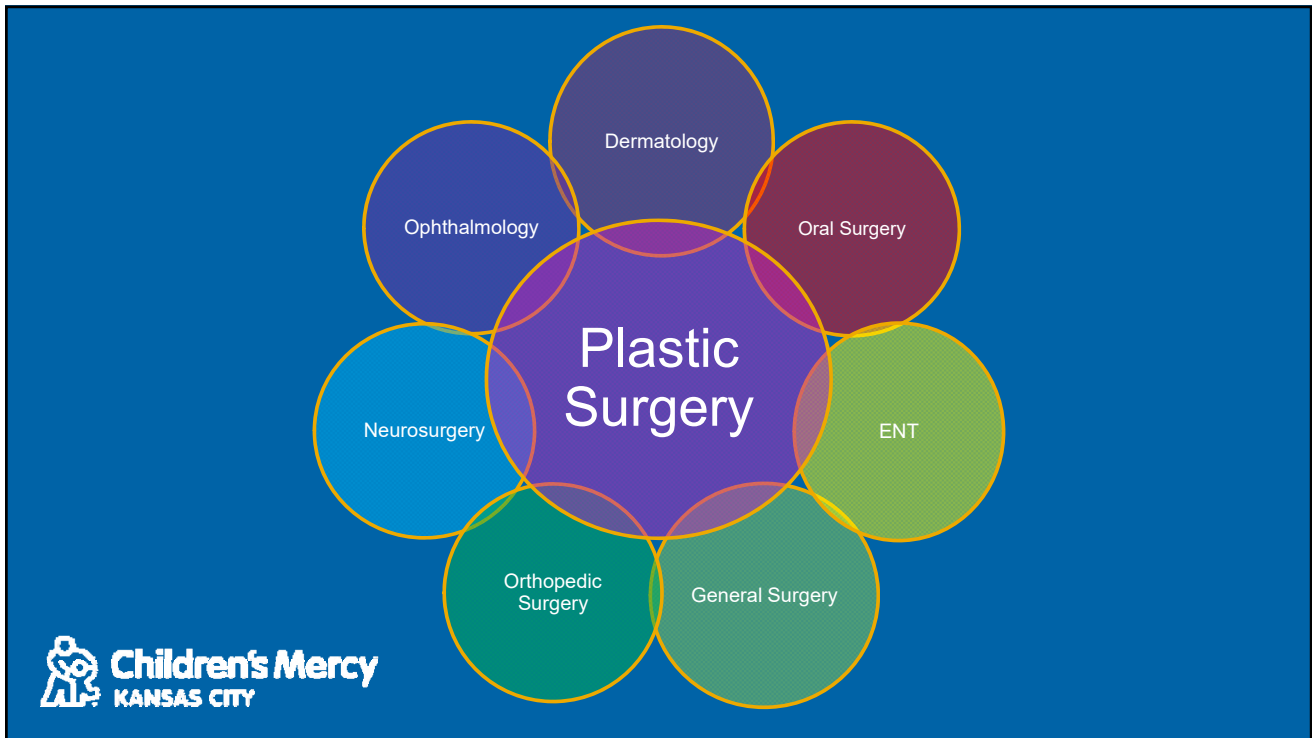 Dermatology
Ophthalmology
Oral Surgery
Plastic
Surgery
Neurosurgery
ENT
Orthopedic
Surgery
General Surgery
Children's Mercy
KANSAS CITY